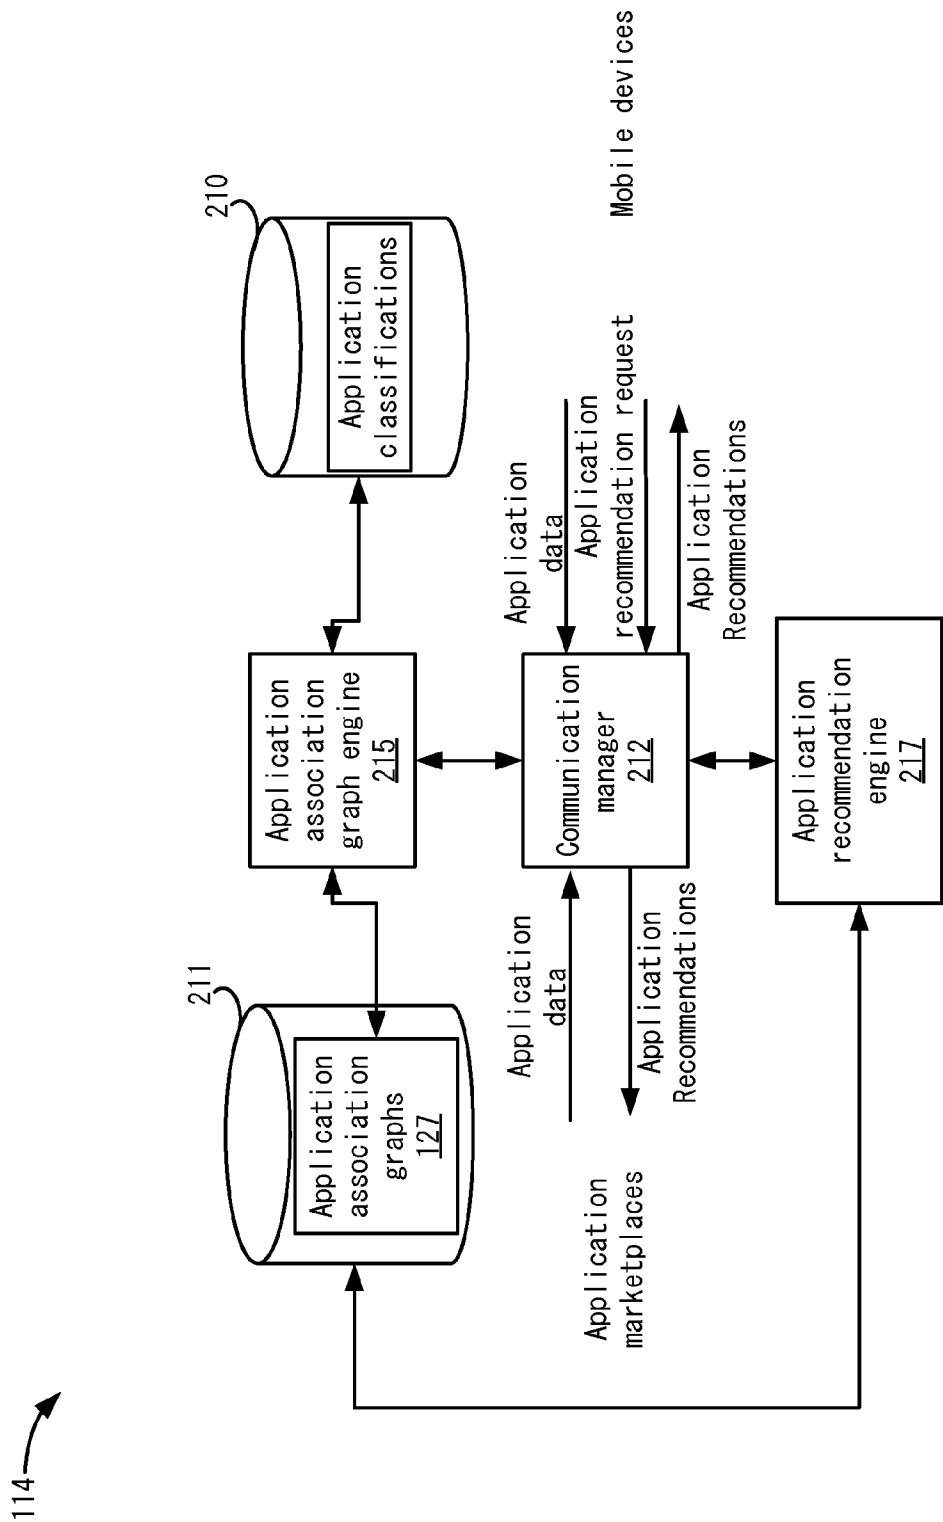 114
211
210
Application
association
graphs
127
Application
association
graph engine
215
Application
classifications
Application
data
Communication
manager
212
Application
data
Application
recommendation request
Application
marketplaces
Mobile devices
Application
Recommendations
Application
Recommendations
Application
recommendation
engine
217